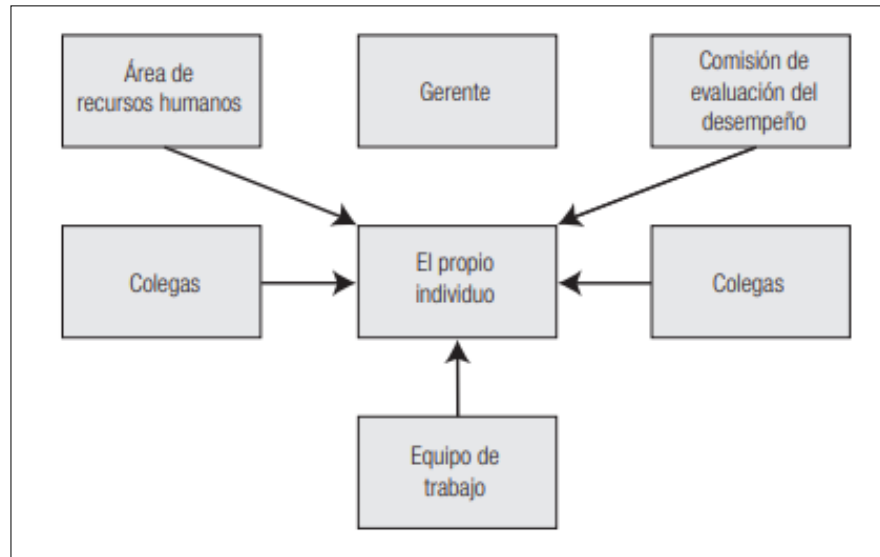 Área de
recursos humanos
Gerente
Comisión de
evaluación del
desempeño
Colegas
El propio
individuo
Colegas
Equipo de
trabajo